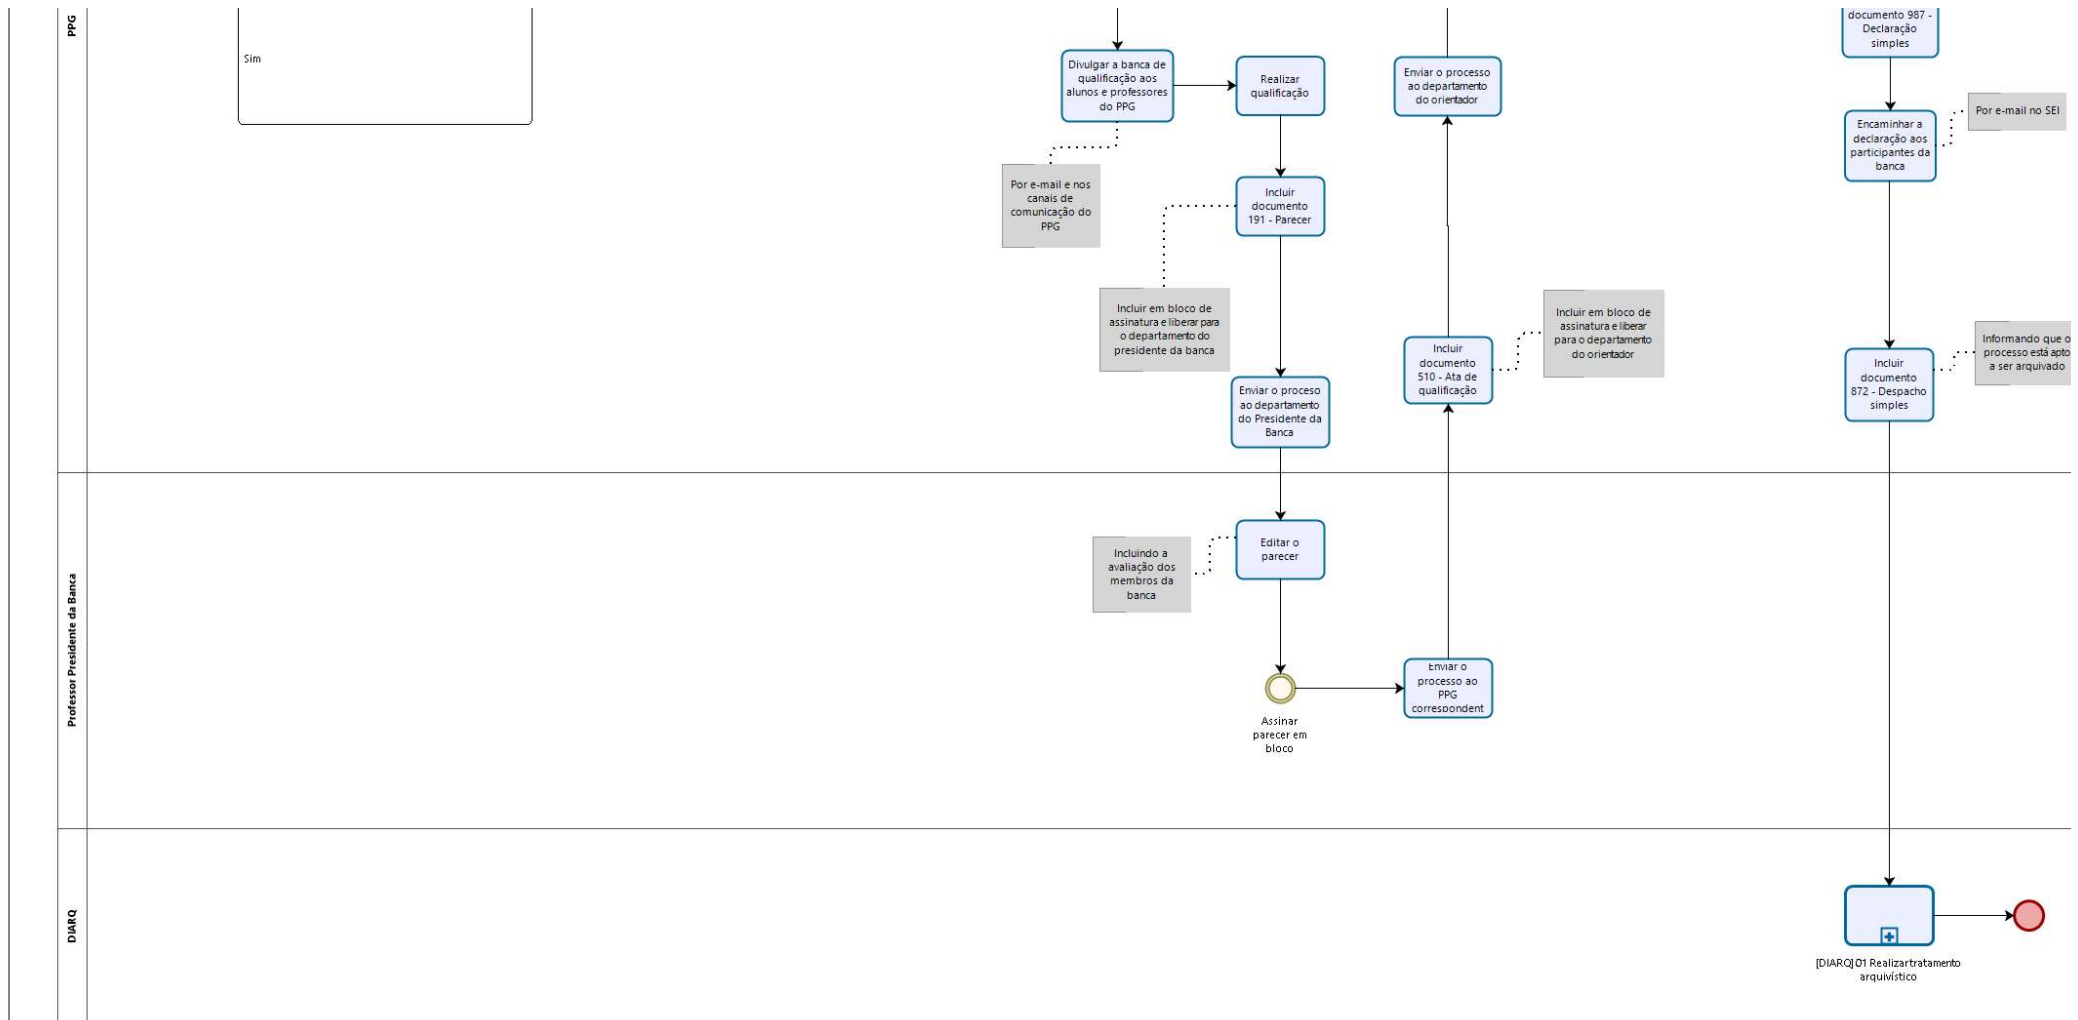 PPG
Sim
Divulgar a banca de
qualificação aos
alunos e professores
do PPG
Realizar
qualificação
Enviar o processo
ao departamento
do orientador
documento 987 -
Declaração
simples
Por e-mail no SEI
Encaminhar a
declaração aos
participantes da
banca
Por e-mail e nos
canais de
comunicação do
PPG
Incluir
documento
191 - Parecer
Incluir em bloco de
assinatura e liberar para
o departamento do
presidente da banca
Incluir em bloco de
assinatura e liberar
para o departamento
do orientador
Incluir
documento
510 - Ata de
qualificação
Informando que o
processo está apto
a ser arquivado
Incluir
documento
872 - Despacho
simples
Enviar o proceso
ao departamento
do Presidente da
Banca
Professor Presidente da Banca
Editar o
parecer
Incluindo a
avaliação dos
membros da
banca
Assinar
parecer em
bloco
Enviar o
processo ao
PPG
correspondent
DIARQ
[DIARQ] 01 Realizar tratamento
arquivístico